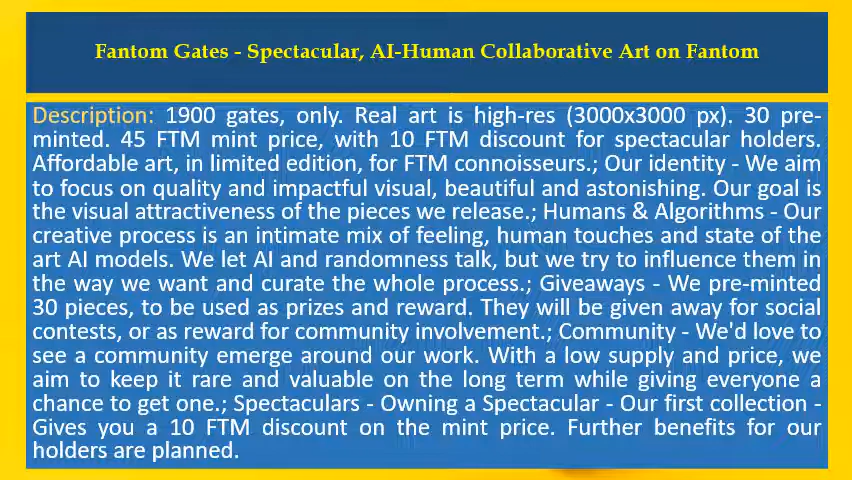 Fantom Gates - Spectacular, AI-Human Collaborative Art on Fantom
Description: 1900 gates, only. Real art is high-res (3000x3000 px). 30 pre-
minted. 45 FTM mint price, with 10 FTM discount for spectacular holders.
Affordable art, in limited edition, for FTM connoisseurs.; Our identity - We aim
to focus on quality and impactful visual, beautiful and astonishing. Our goal is
the visual attractiveness of the pieces we release.; Humans & Algorithms - Our
creative process is an intimate mix of feeling, human touches and state of the
art AI models. We let AI and randomness talk, but we try to influence them in
the way we want and curate the whole process.; Giveaways - We pre-minted
30 pieces, to be used as prizes and reward. They will be given away for social
contests, or as reward for community involvement.; Community - We'd love to
see a community emerge around our work. With a low supply and price, we
aim to keep it rare and valuable on the long term while giving everyone a
chance to get one.; Spectaculars - Owning a Spectacular - Our first collection -
Gives you a 10 FTM discount on the mint price. Further benefits for our
holders are planned.